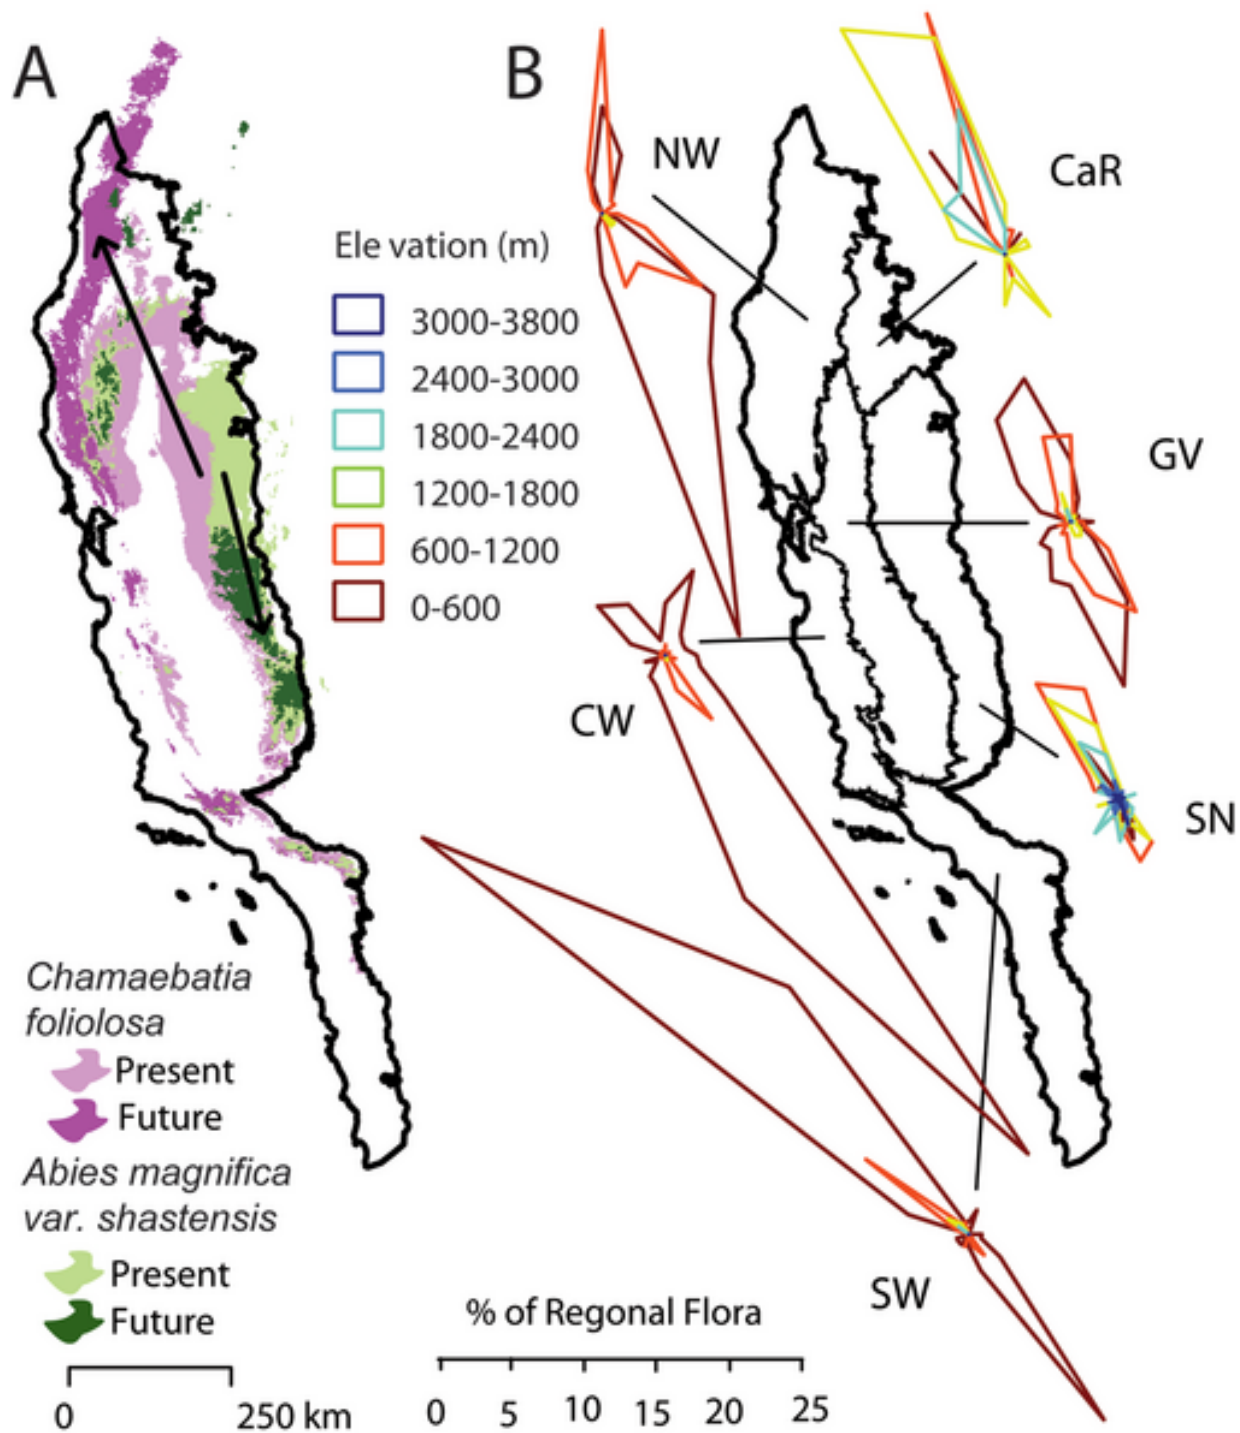 A
B
NW
CaR
Ele vation (m)
3000-3800
2400-3000
1800-2400
1200-1800
600-1200
0-600
GV
CW
SN
SW
Chamaebatia
foliolosa
Present
Future
Abies magnifica
var. shastensis
Present
Future
0 250 km
% of Regonal Flora
0 5 10 15 20 25